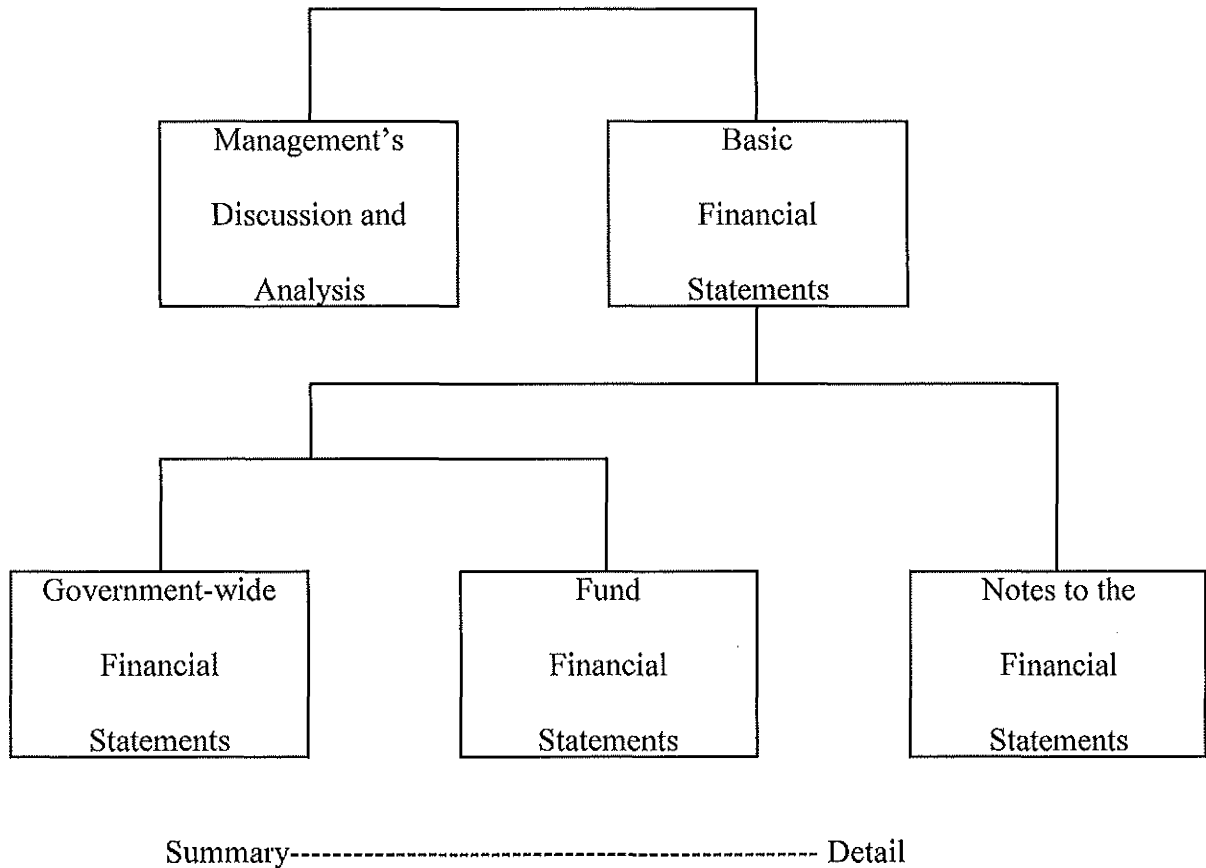 Management’s
Discussion and
Analysis
Basic
Financial
Statements
Government-wide
Financial
Statements
Fund
Financial
Statements
Notes to the
Financial
Statements
Summary------------------------------------------------------ Detail